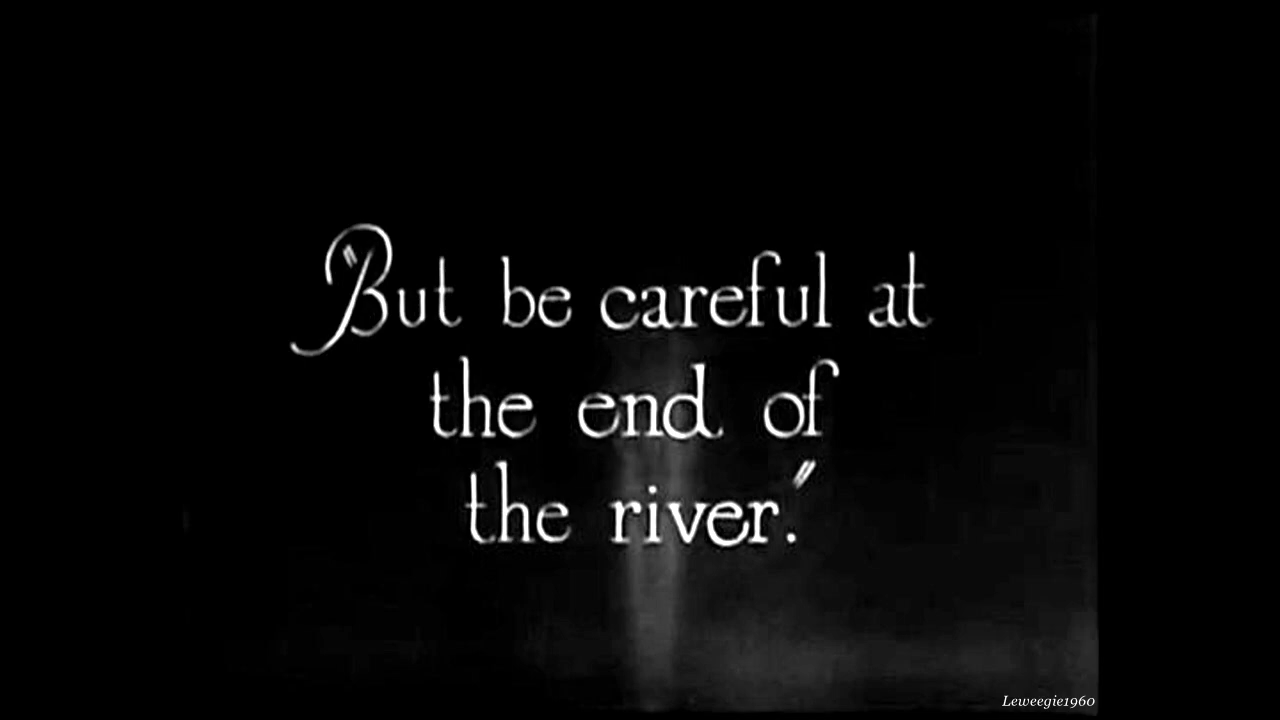 "But be careful at
the end of
the river."
Leweegie1960